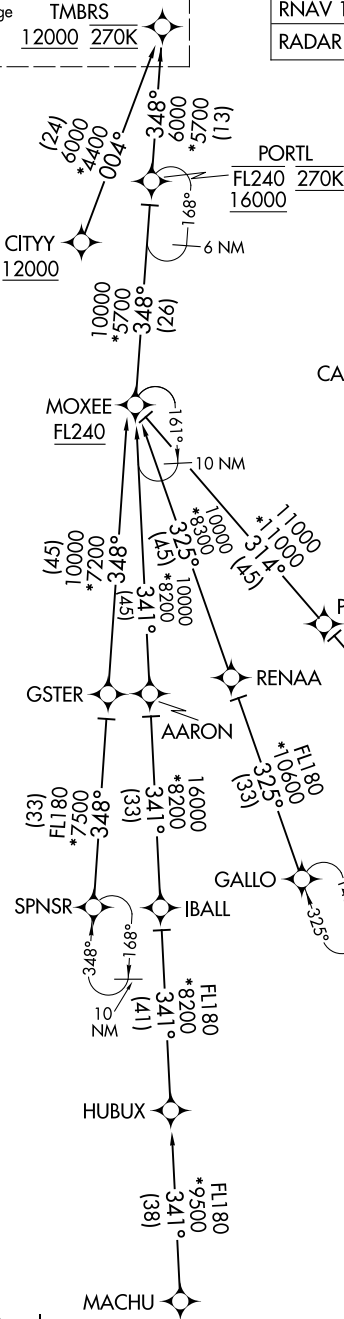 ge
TMBRS
12000 270K
RNAV 1
RADAR
(24)
6000
*4400
004°
348°
6000
*5700
(13)
PORTL
FL240 270K
16000
168°
6 NM
CITYY
12000
10000
*5700
348°
(26)
CA
MOXEE
FL240
161°
10 NM
(45)
10000
*7200
348°
10000
*8200
341°
(45)
10000
*8300
325°
(45)
11000
*11000
314°
(45)
P
GSTER
AARON
RENAA
(33)
FL180
*7500
348°
16000
*8200
341°
(33)
FL180
*10600
325°
(33)
GALLO
325°
SPNSR
348°
168°
10
NM
IBALL
FL180
*8200
341°
(41)
HUBUX
FL180
*9500
341°
(38)
MACHU